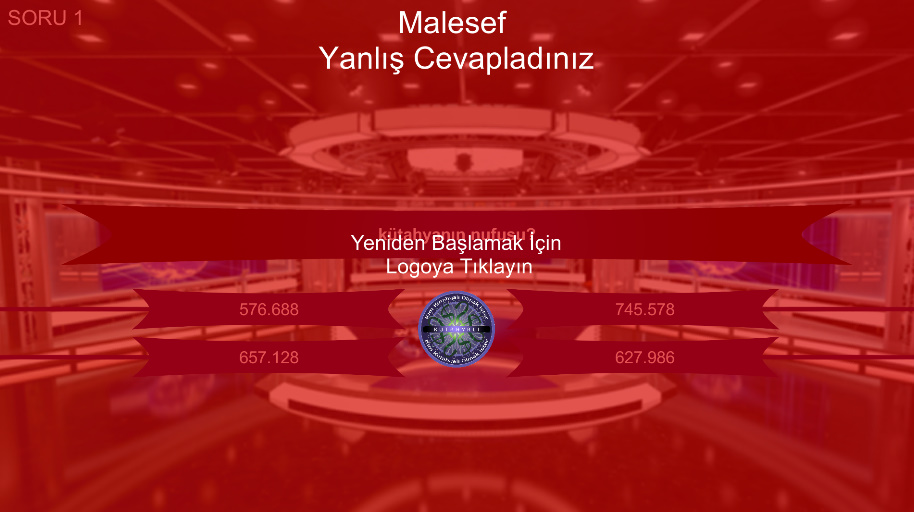 SORU 1
Malesef
Yanlış Cevapladınız
kütahyanın nufusu?
Yeniden Başlamak İçin
Logoya Tıklayın
576.688
745.578
657.128
627.986